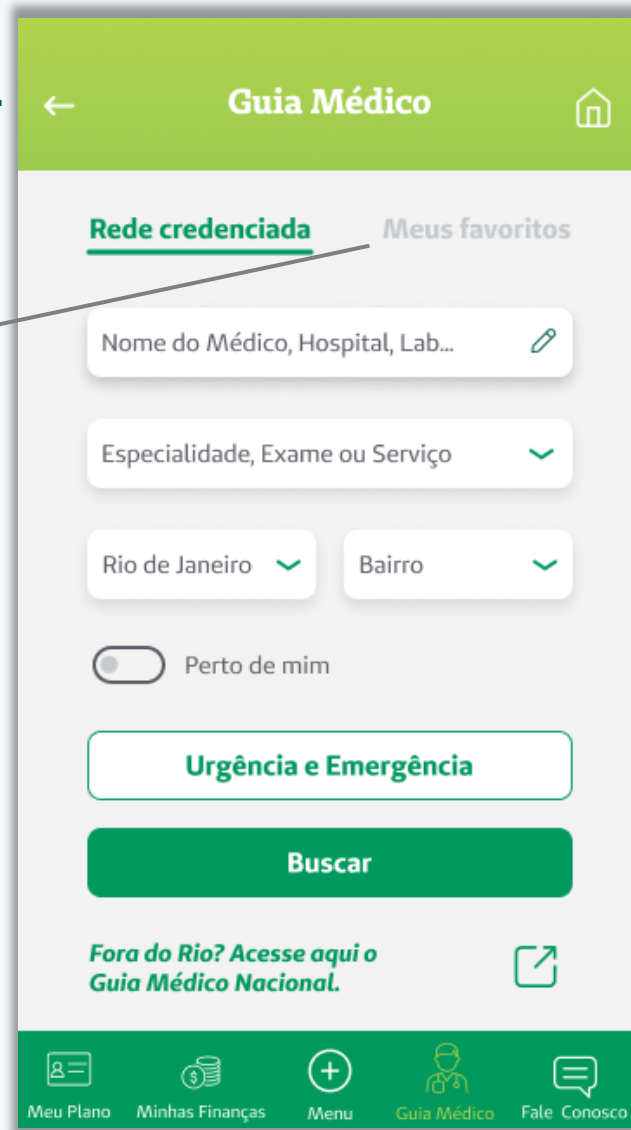 Guia Médico
Rede credenciada Meus favoritos
Nome do Médico, Hospital, Lab...
Especialidade, Exame ou Serviço
Rio de Janeiro Bairro
Perto de mim
Urgência e Emergência
Buscar
Fora do Rio? Acesse aqui o
Guia Médico Nacional.
Meu Plano Minhas Finanças Menu Guia Médico Fale Conosco